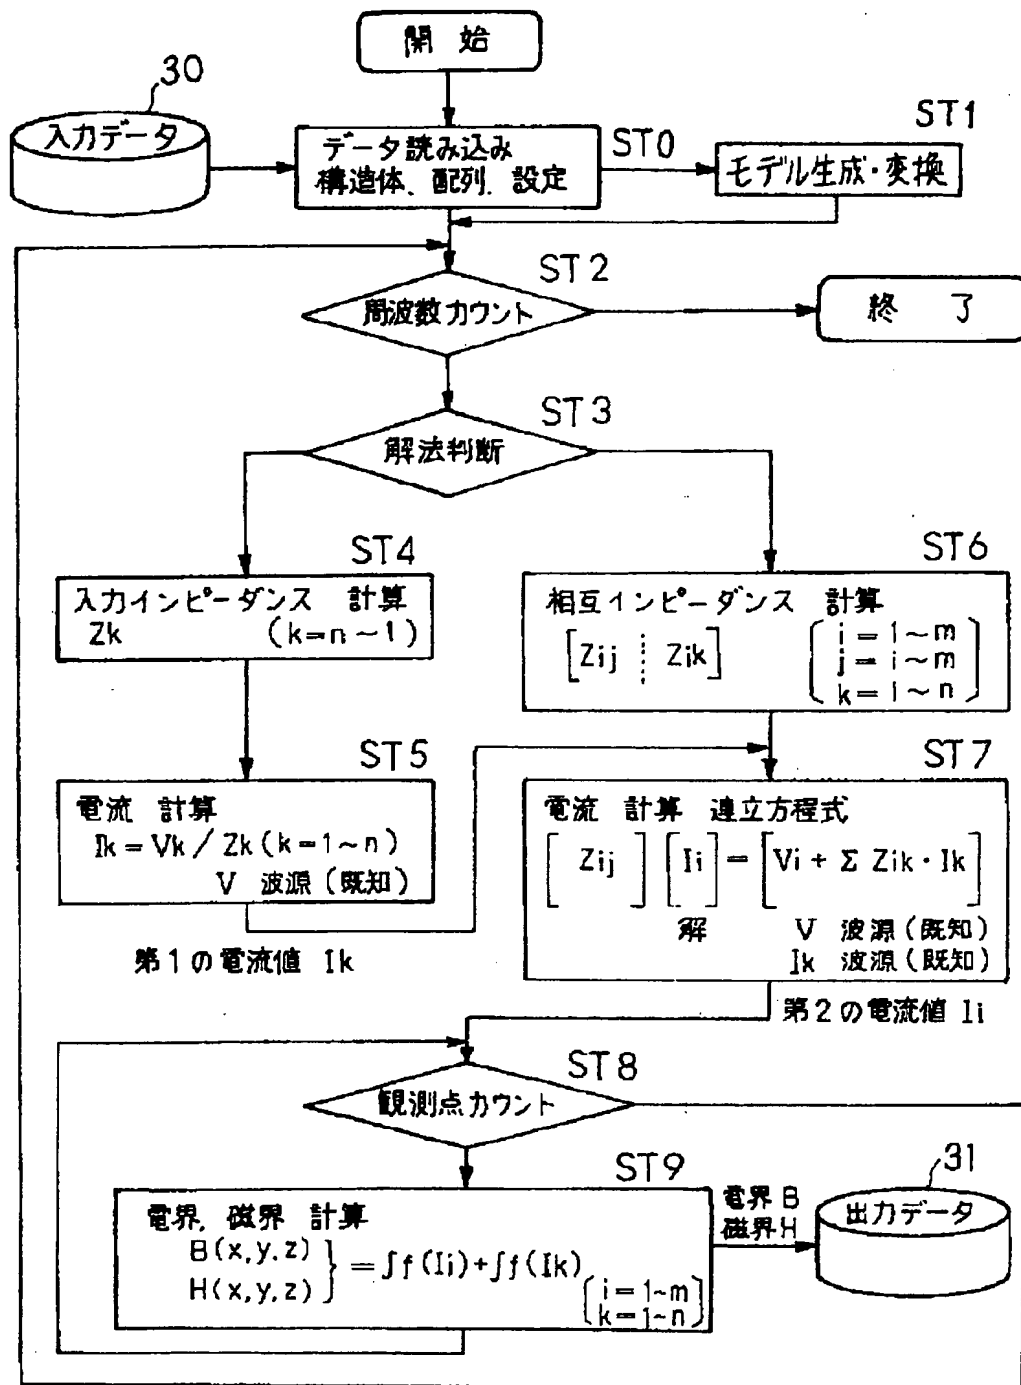 開 始
30
入力データ
データ読み込み
構造体、配列、設定
ST0
ST1
モデル生成・変換
ST2
周波数カウント
終 了
ST3
解法判断
ST4
入力インピーダンス 計算
Zk (k=n~1)
ST6
相互インピーダンス 計算
[Zij ⋮ Zik]
i=1~m
j=i~m
k=1~n
ST5
電流 計算
Ik=Vk/Zk(k=1~n)
V 波源(既知)
第1の電流値 Ik
ST7
電流 計算 連立方程式
[Zij][Ii]=[Vi+Σ Zik・Ik]
解 V 波源(既知)
Ik 波源(既知)
第2の電流値 Ii
ST8
観測点カウント
ST9
電界、磁界 計算
B(x,y,z)
H(x,y,z)
}=∫f(Ii)+∫f(Ik)
i=1~m
k=1~n
電界B
磁界H
31
出力データ